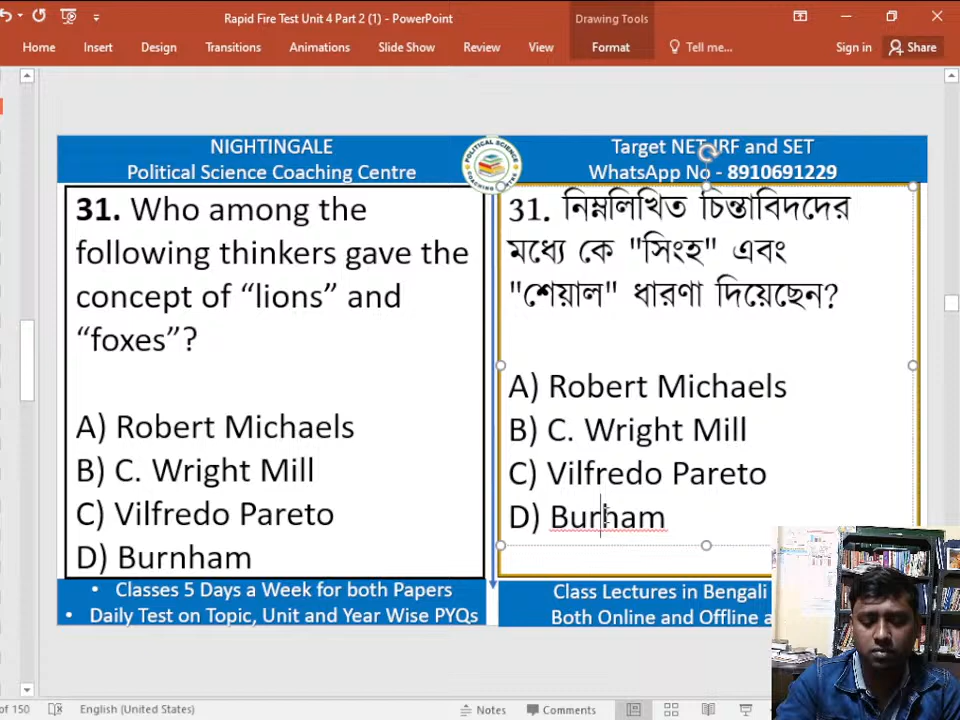 Rapid Fire Test Unit 4 Part 2 (1) - PowerPoint
Drawing Tools
Home Insert Design Transitions Animations Slide Show Review View Format Tell me... Sign in Share
NIGHTINGALE
Political Science Coaching Centre
POLITICAL SCIENCE
COACHING CENTRE
Target NET JRF and SET
WhatsApp No - 8910691229
31. Who among the
following thinkers gave the
concept of “lions” and
“foxes”?
A) Robert Michaels
B) C. Wright Mill
C) Vilfredo Pareto
D) Burnham
31. নিম্নলিখিত চিন্তাবিদদের
মধ্যে কে "সিংহ" এবং
"শেয়াল" ধারণা দিয়েছেন?
A) Robert Michaels
B) C. Wright Mill
C) Vilfredo Pareto
D) Burham
• Classes 5 Days a Week for both Papers
• Daily Test on Topic, Unit and Year Wise PYQs
Class Lectures in Bengali
Both Online and Offline a
of 150 English (United States) Notes Comments